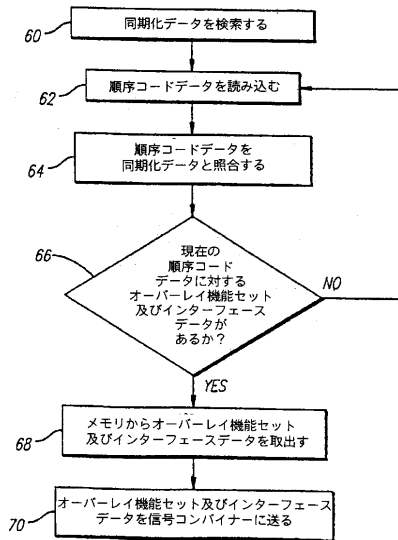 60
同期化データを検索する
62
順序コードデータを読み込む
64
順序コードデータを
同期化データと照合する
66
現在の
順序コード
データに対する
オーバーレイ機能セット
及びインターフェース
データが
あるか?
NO
YES
68
メモリからオーバーレイ機能セット
及びインターフェースデータを取出す
70
オーバーレイ機能セット及びインターフェース
データを信号コンバイナーに送る